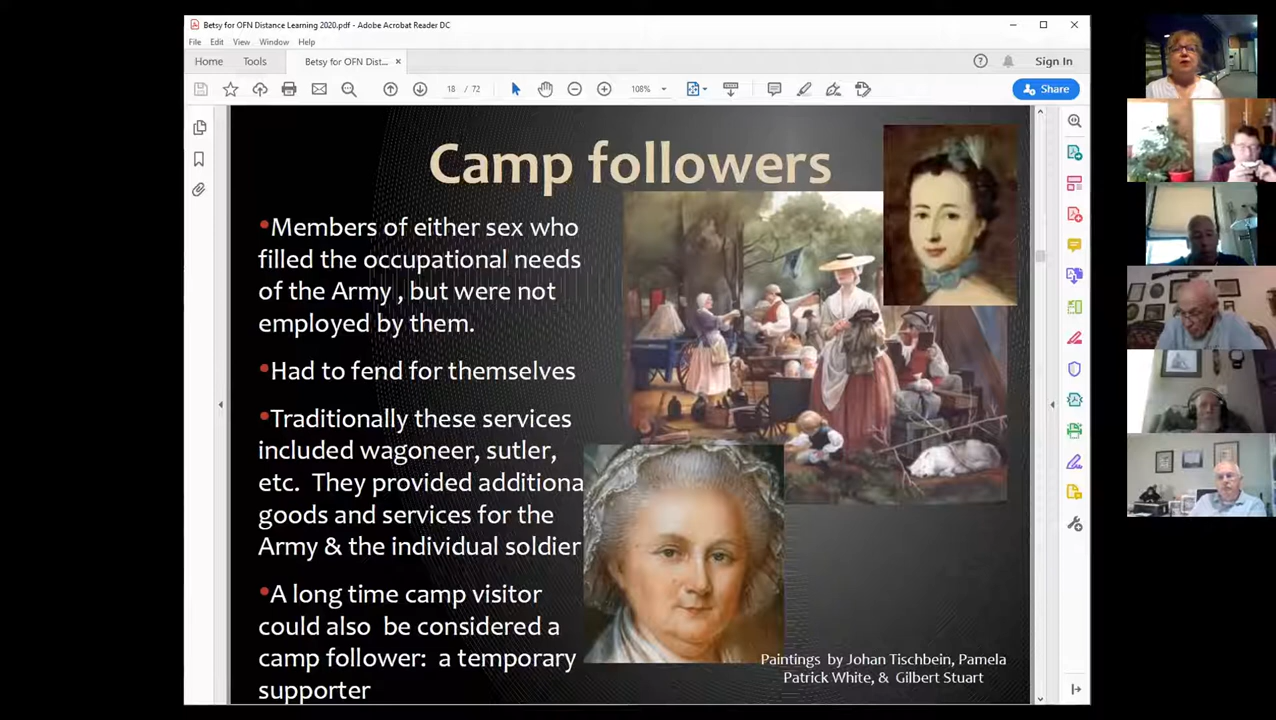 Betsy for OFN Distance Learning 2020.pdf - Adobe Acrobat Reader DC
File Edit View Window Help
Home Tools Betsy for OFN Dist... × Sign In
18 / 72 108% Share
Camp followers
•Members of either sex who
filled the occupational needs
of the Army , but were not
employed by them.
•Had to fend for themselves
•Traditionally these services
included wagoneer, sutler,
etc. They provided additiona
goods and services for the
Army & the individual soldier
•A long time camp visitor
could also be considered a
camp follower: a temporary
supporter
Paintings by Johan Tischbein, Pamela
Patrick White, & Gilbert Stuart